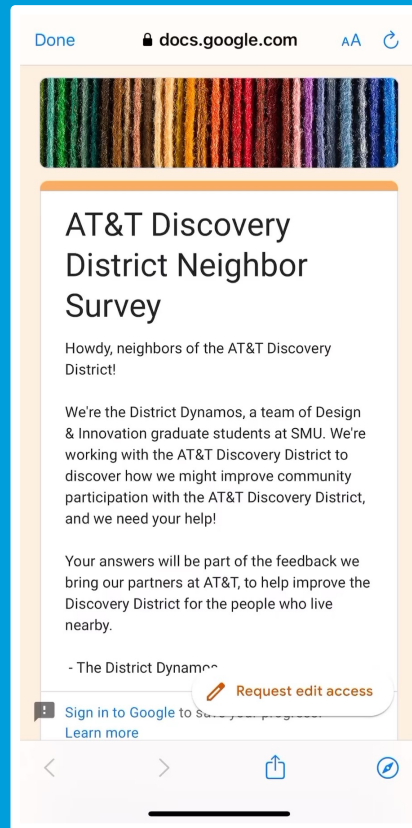 Done docs.google.com AA
AT&T Discovery
District Neighbor
Survey
Howdy, neighbors of the AT&T Discovery
District!
We're the District Dynamos, a team of Design
& Innovation graduate students at SMU. We're
working with the AT&T Discovery District to
discover how we might improve community
participation with the AT&T Discovery District,
and we need your help!
Your answers will be part of the feedback we
bring our partners at AT&T, to help improve the
Discovery District for the people who live
nearby.
- The District Dynamos
Request edit access
Sign in to Google to save your progress.
Learn more